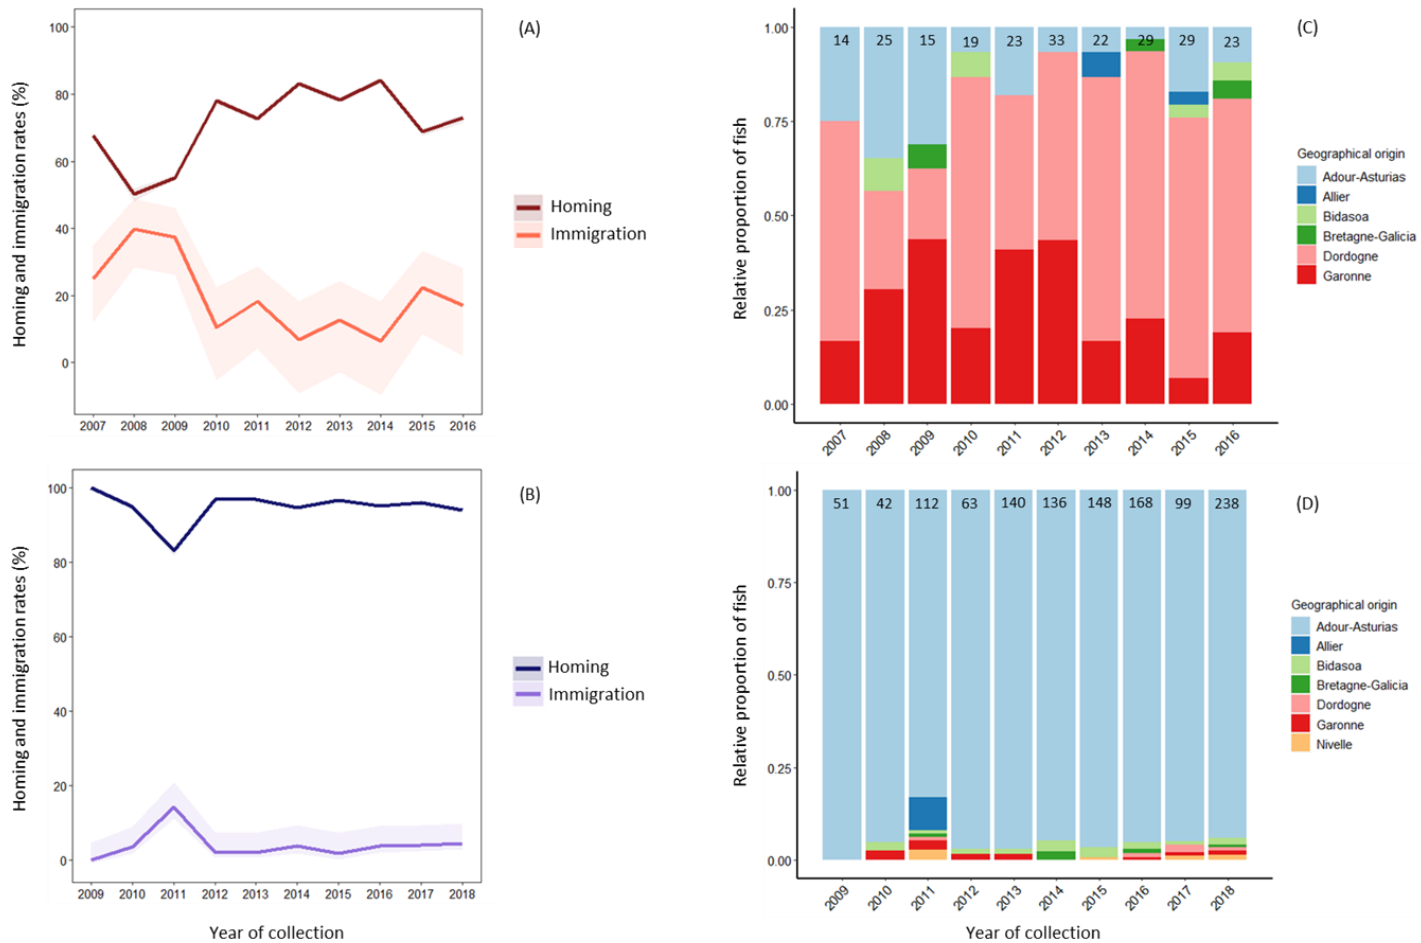 (A)
Homing and immigration rates (%)
100
80
60
40
20
0
2007 2008 2009 2010 2011 2012 2013 2014 2015 2016
Homing
Immigration
(C)
Relative proportion of fish
1.00
0.75
0.50
0.25
0.00
14 25 15 19 23 33 22 29 29 23
2007 2008 2009 2010 2011 2012 2013 2014 2015 2016
Geographical origin
Adour-Asturias
Allier
Bidasoa
Bretagne-Galicia
Dordogne
Garonne
(B)
Homing and immigration rates (%)
100
80
60
40
20
0
2009 2010 2011 2012 2013 2014 2015 2016 2017 2018
Year of collection
Homing
Immigration
(D)
Relative proportion of fish
1.00
0.75
0.50
0.25
0.00
51 42 112 63 140 136 148 168 99 238
2009 2010 2011 2012 2013 2014 2015 2016 2017 2018
Year of collection
Geographical origin
Adour-Asturias
Allier
Bidasoa
Bretagne-Galicia
Dordogne
Garonne
Nivelle